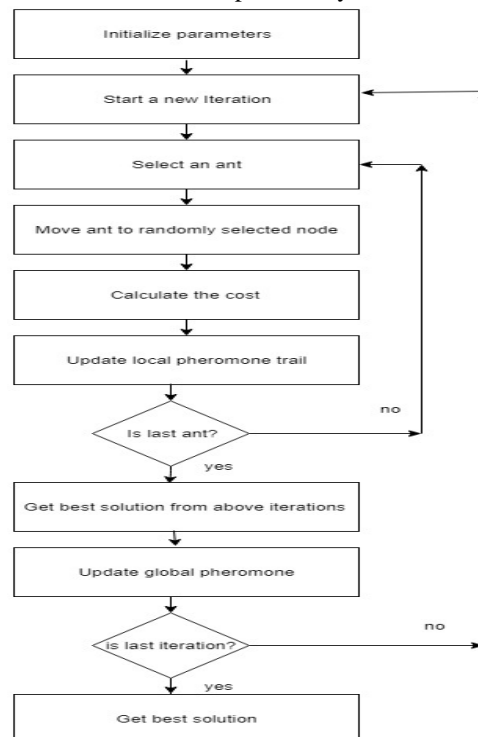 Initialize parameters
Start a new Iteration
Select an ant
Move ant to randomly selected node
Calculate the cost
Update local pheromone trail
no
Is last ant?
yes
Get best solution from above iterations
Update global pheromone
no
is last iteration?
yes
Get best solution